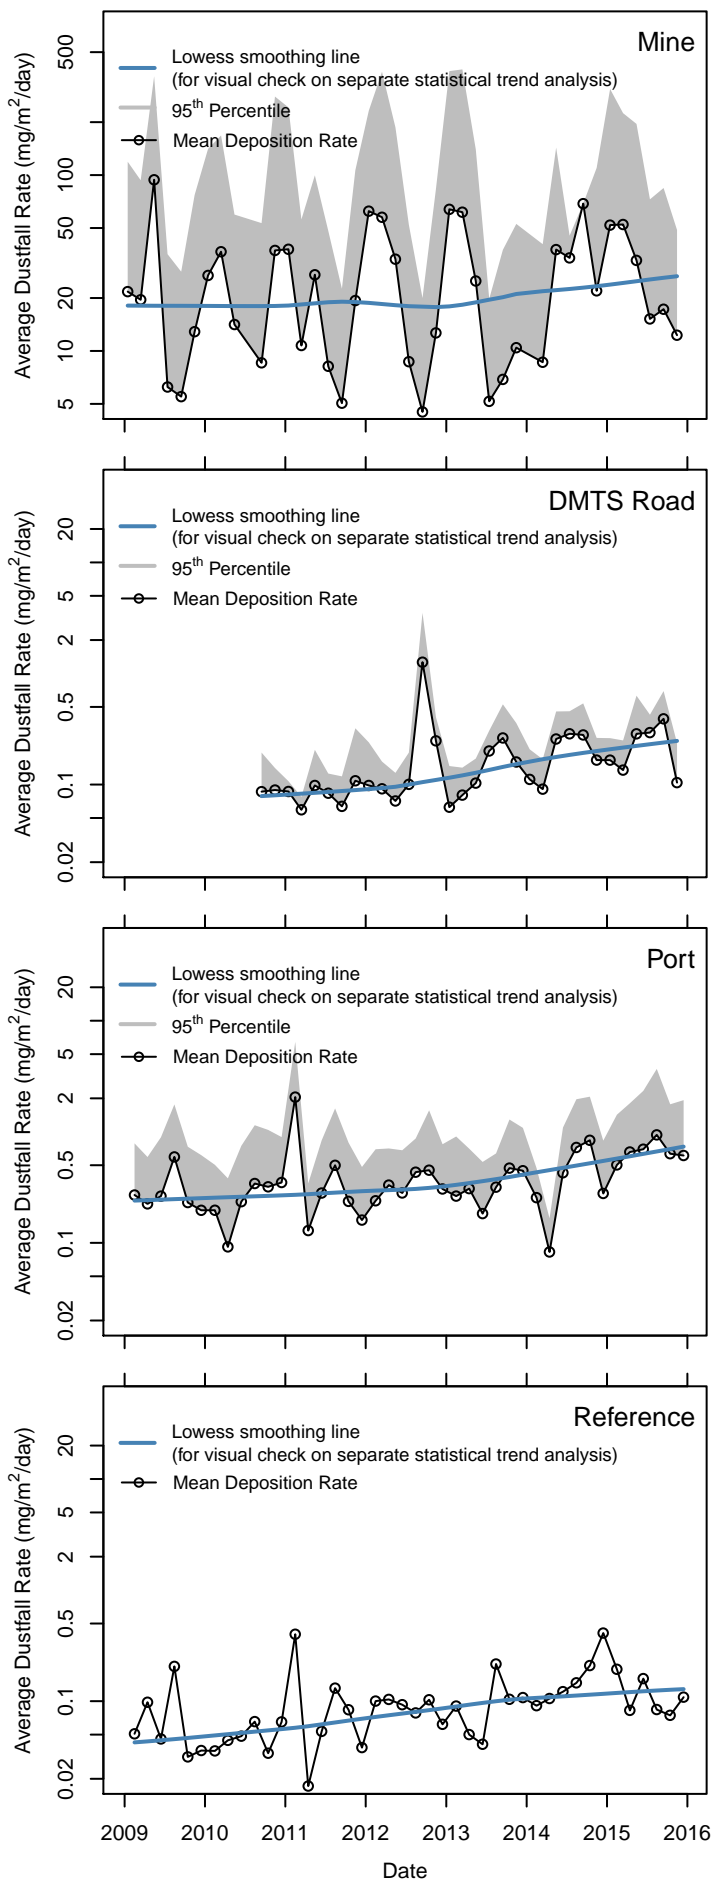 Mine
Lowess smoothing line
(for visual check on separate statistical trend analysis)
95th Percentile
Mean Deposition Rate
Average Dustfall Rate (mg/m2/day)
500
100
50
20
10
5
DMTS Road
Lowess smoothing line
(for visual check on separate statistical trend analysis)
95th Percentile
Mean Deposition Rate
Average Dustfall Rate (mg/m2/day)
20
5
2
0.5
0.1
0.02
Port
Lowess smoothing line
(for visual check on separate statistical trend analysis)
95th Percentile
Mean Deposition Rate
Average Dustfall Rate (mg/m2/day)
20
5
2
0.5
0.1
0.02
Reference
Lowess smoothing line
(for visual check on separate statistical trend analysis)
Mean Deposition Rate
Average Dustfall Rate (mg/m2/day)
20
5
2
0.5
0.1
0.02
2009 2010 2011 2012 2013 2014 2015 2016
Date